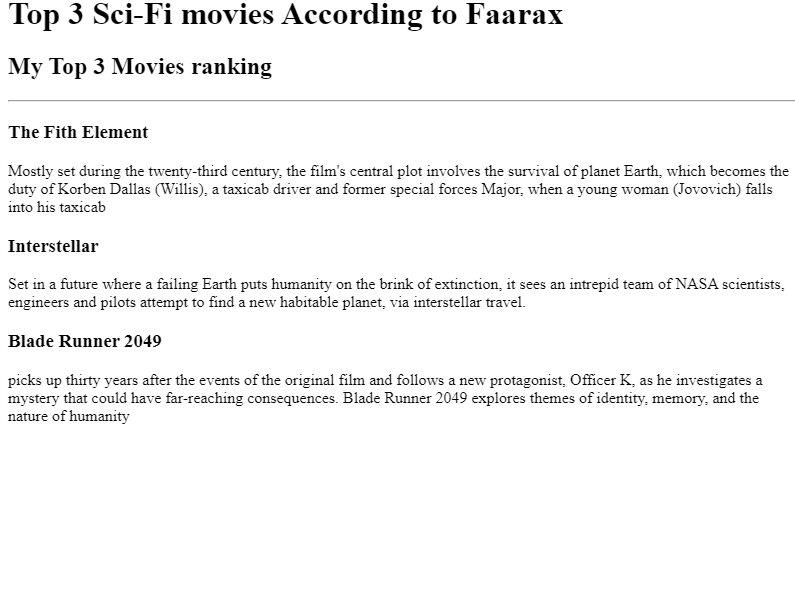 Top 3 Sci-Fi movies According to Faarax
My Top 3 Movies ranking
The Fith Element
Mostly set during the twenty-third century, the film's central plot involves the survival of planet Earth, which becomes the
duty of Korben Dallas (Willis), a taxicab driver and former special forces Major, when a young woman (Jovovich) falls
into his taxicab
Interstellar
Set in a future where a failing Earth puts humanity on the brink of extinction, it sees an intrepid team of NASA scientists,
engineers and pilots attempt to find a new habitable planet, via interstellar travel.
Blade Runner 2049
picks up thirty years after the events of the original film and follows a new protagonist, Officer K, as he investigates a
mystery that could have far-reaching consequences. Blade Runner 2049 explores themes of identity, memory, and the
nature of humanity